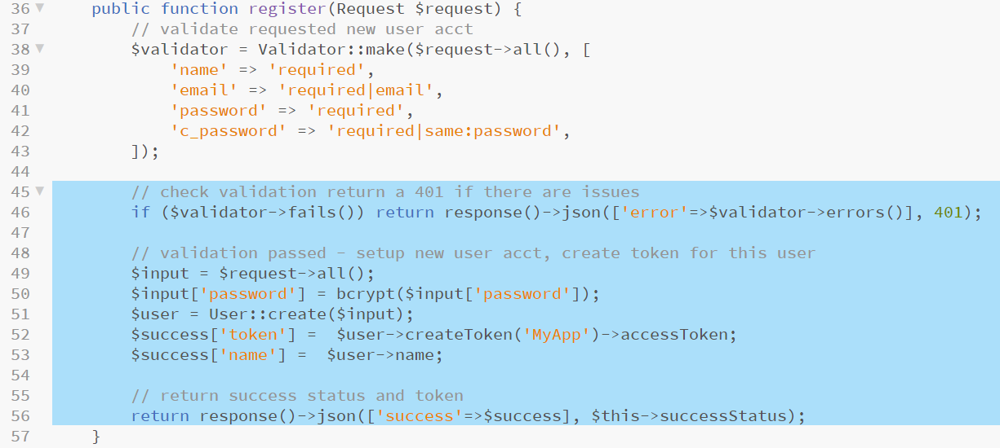 36 public function register(Request $request) {
37 // validate requested new user acct
38 $validator = Validator::make($request->all(), [
39 'name' => 'required',
40 'email' => 'required|email',
41 'password' => 'required',
42 'c_password' => 'required|same:password',
43 ]);
44
45 // check validation return a 401 if there are issues
46 if ($validator->fails()) return response()->json(['error'=>$validator->errors()], 401);
47
48 // validation passed - setup new user acct, create token for this user
49 $input = $request->all();
50 $input['password'] = bcrypt($input['password']);
51 $user = User::create($input);
52 $success['token'] =  $user->createToken('MyApp')->accessToken;
53 $success['name'] =  $user->name;
54
55 // return success status and token
56 return response()->json(['success'=>$success], $this->successStatus);
57 }